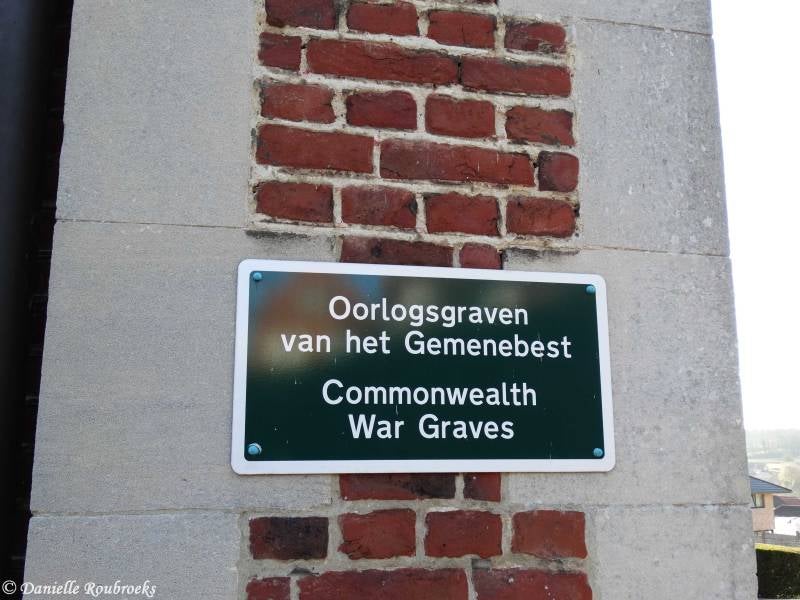 Oorlogsgraven
van het Gemenebest
Commonwealth
War Graves
© Danielle Roubroeks